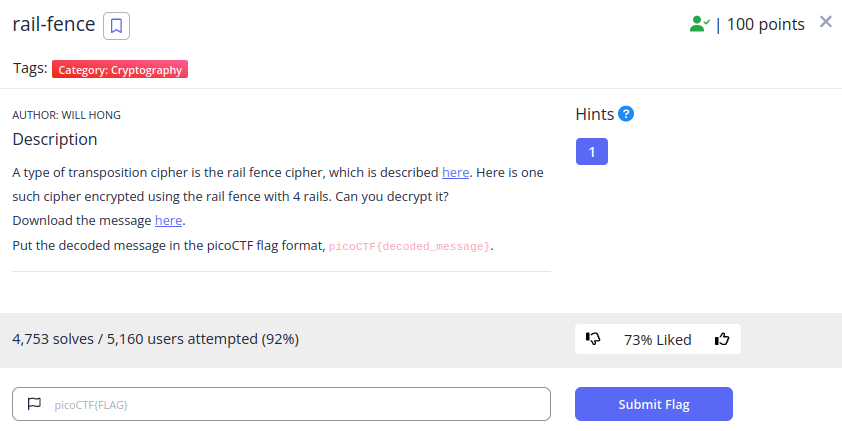 rail-fence
| 100 points
Tags: Category: Cryptography
AUTHOR: WILL HONG
Description
A type of transposition cipher is the rail fence cipher, which is described here. Here is one
such cipher encrypted using the rail fence with 4 rails. Can you decrypt it?
Download the message here.
Put the decoded message in the picoCTF flag format, picoCTF{decoded_message}.
Hints ?
1
4,753 solves / 5,160 users attempted (92%)
73% Liked
picoCTF{FLAG}
Submit Flag